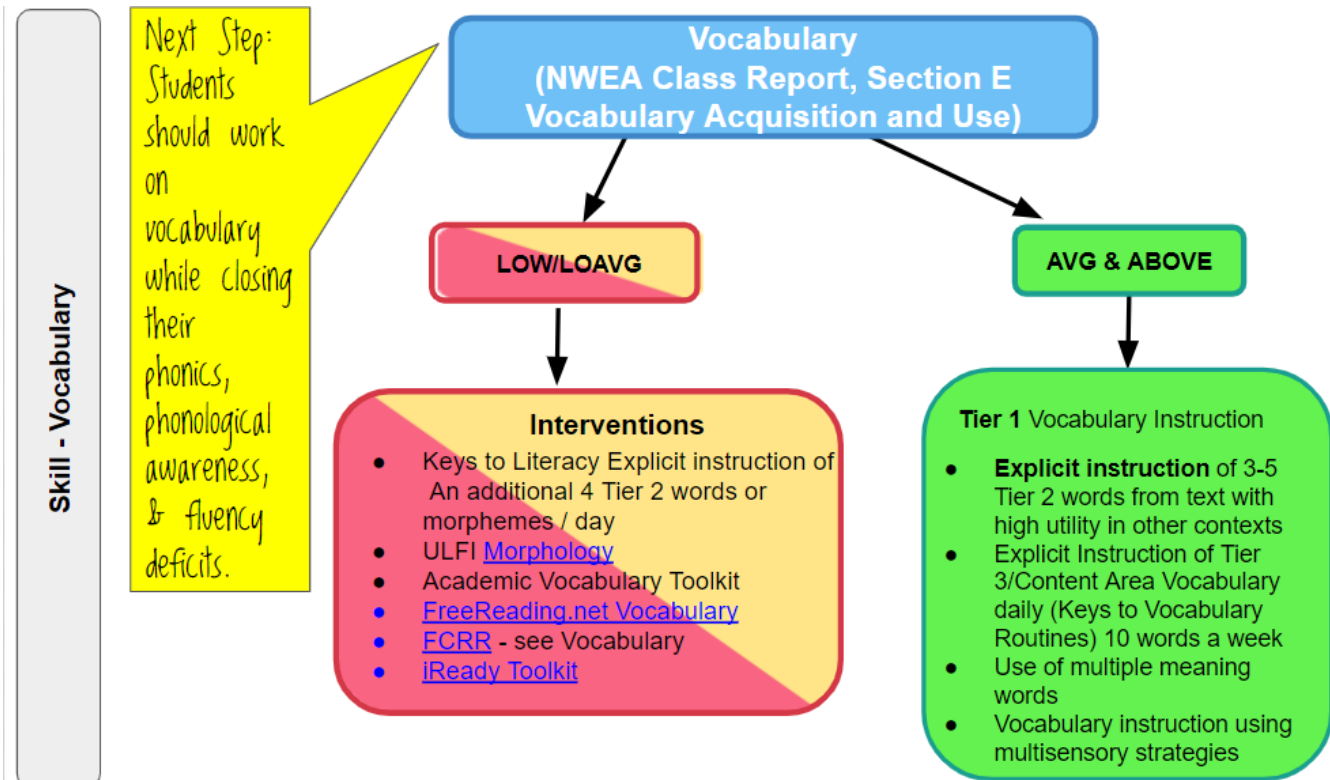 Skill - Vocabulary
Next Step:
Students
should work
on
vocabulary
while closing
their
phonics,
phonological
awareness,
& fluency
deficits.
Vocabulary
(NWEA Class Report, Section E
Vocabulary Acquisition and Use)
LOW/LOAVG
AVG & ABOVE
Interventions
● Keys to Literacy Explicit instruction of
An additional 4 Tier 2 words or
morphemes / day
● ULFI Morphology
● Academic Vocabulary Toolkit
● FreeReading.net Vocabulary
● FCRR - see Vocabulary
● iReady Toolkit
Tier 1 Vocabulary Instruction
● Explicit instruction of 3-5
Tier 2 words from text with
high utility in other contexts
● Explicit Instruction of Tier
3/Content Area Vocabulary
daily (Keys to Vocabulary
Routines) 10 words a week
● Use of multiple meaning
words
● Vocabulary instruction using
multisensory strategies